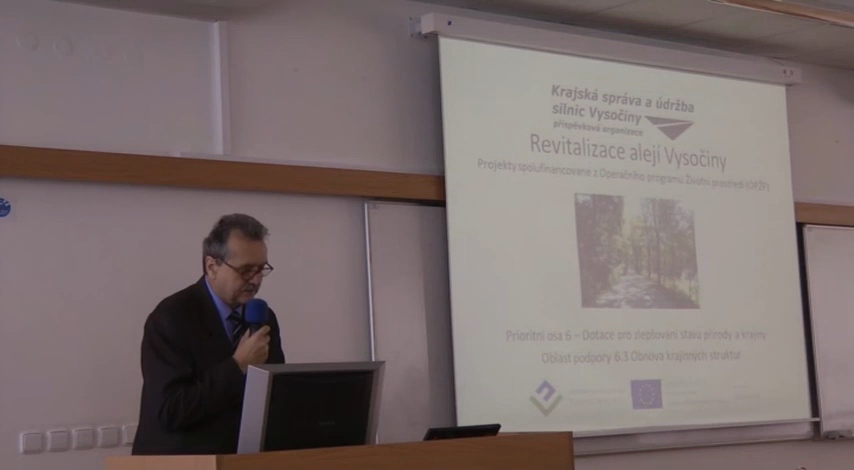 Krajská správa a údržba
silnic Vysočiny
příspěvková organizace
Revitalizace alejí Vysočiny
Projekty spolufinancované z Operačního programu Životní prostředí (OPŽP)
Prioritní osa 6 – Dotace pro zlepšování stavu přírody a krajiny
Oblast podpory 6.3 Obnova krajinných struktur